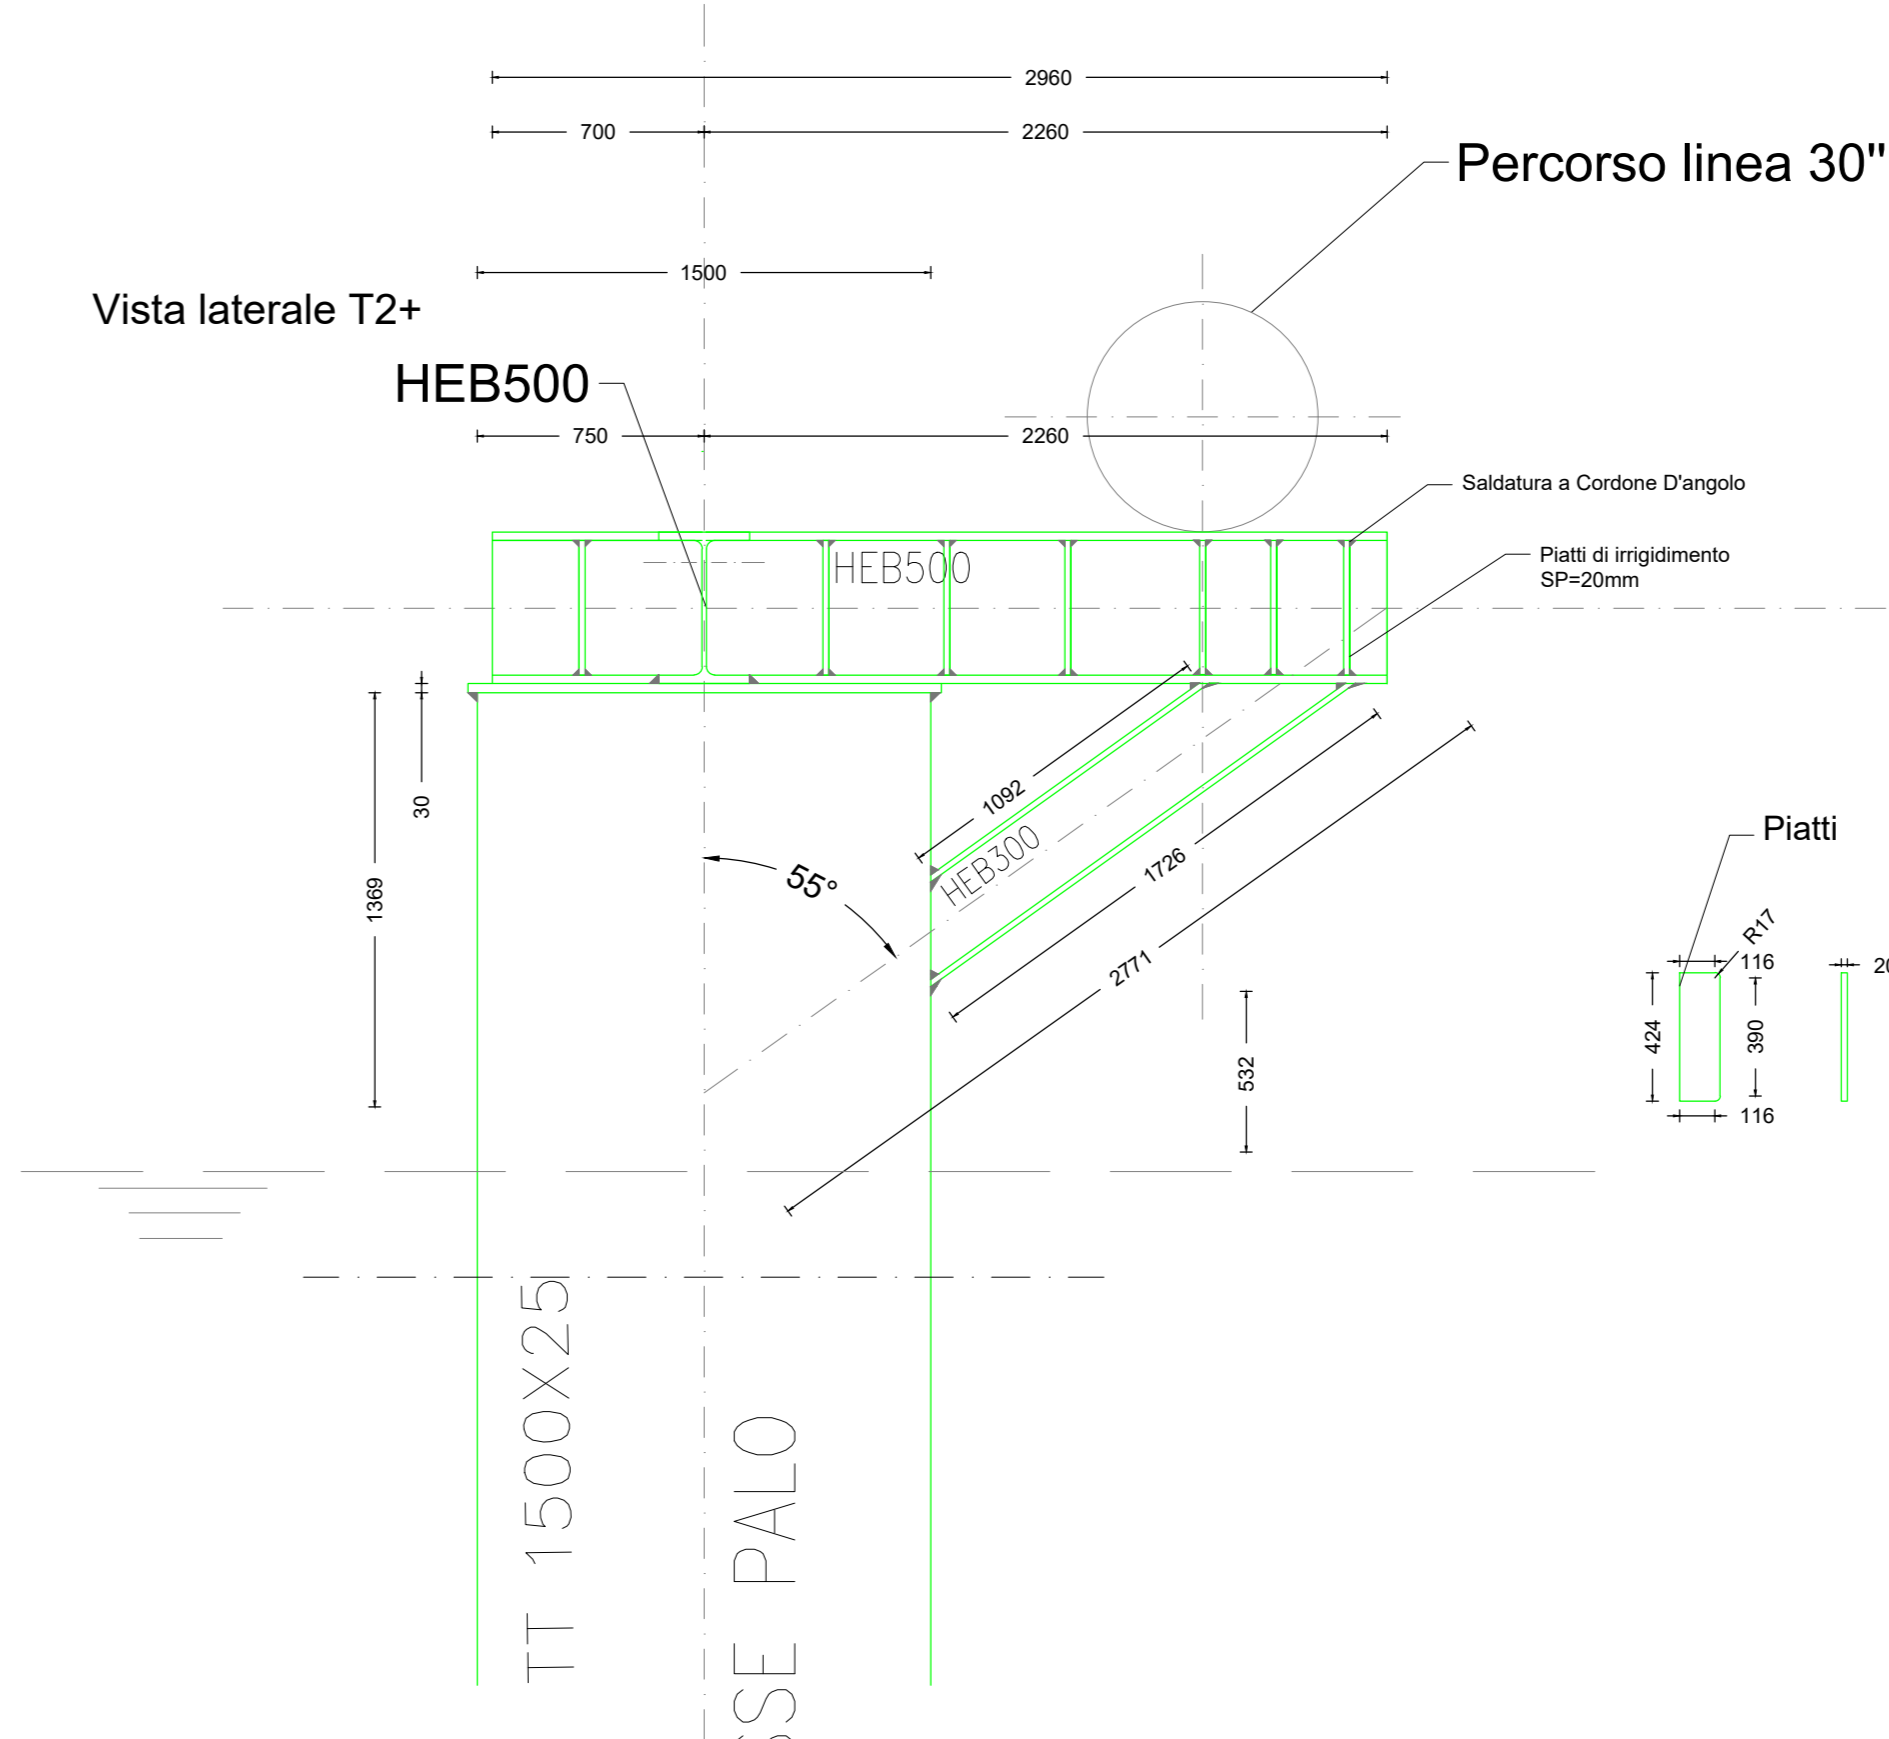 2960
700
2260
Percorso linea 30"
1500
Vista laterale T2+
HEB500
750
2260
Saldatura a Cordone D'angolo
HEB500
Piatti di irrigidimento
SP=20mm
30
1092
Piatti
HEB300
1726
55°
1369
R17
116
2771
20
424
390
532
116
TT 1500X25
SSE PALO